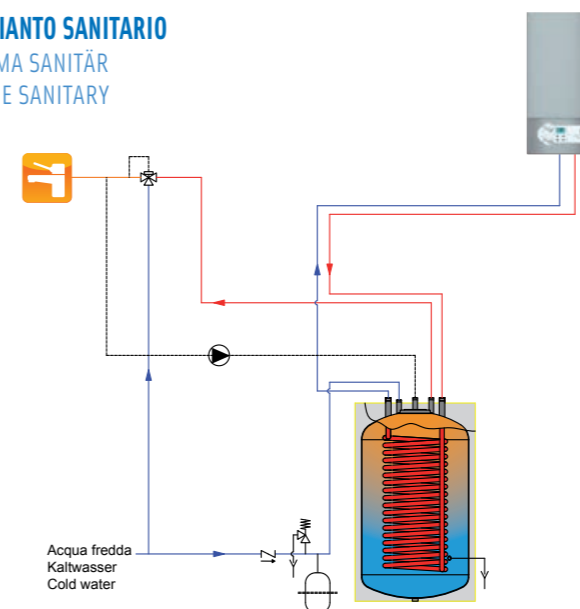 IANTO SANITARIO
MA SANITÄR
E SANITARY
Acqua fredda
Kaltwasser
Cold water